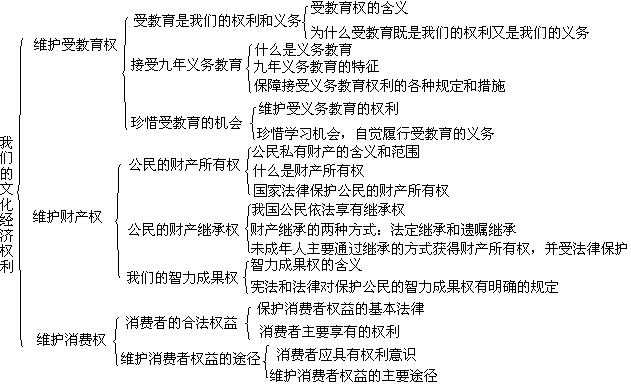 我们的文化经济权利
维护受教育权
受教育是我们的权利和义务
受教育权的含义
为什么受教育既是我们的权利又是我们的义务
接受九年义务教育
什么是义务教育
九年义务教育的特征
保障接受义务教育权利的各种规定和措施
珍惜受教育的机会
维护受义务教育的权利
珍惜学习机会，自觉履行受教育的义务
维护财产权
公民的财产所有权
公民私有财产的含义和范围
什么是财产所有权
国家法律保护公民的财产所有权
公民的财产继承权
我国公民依法享有继承权
财产继承的两种方式：法定继承和遗嘱继承
未成年人主要通过继承的方式获得财产所有权，并受法律保护
我们的智力成果权
智力成果权的含义
宪法和法律对保护公民的智力成果权有明确的规定
维护消费权
消费者的合法权益
保护消费者权益的基本法律
消费者主要享有的权利
维护消费者权益的途径
消费者应具有权利意识
维护消费者权益的主要途径